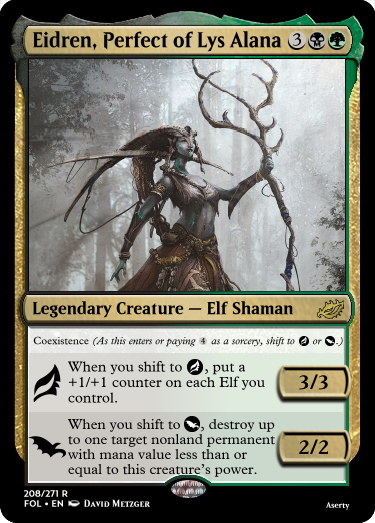 Eidren, Perfect of Lys Alana 3
Legendary Creature — Elf Shaman
Coexistence (As this enters or paying 4 as a sorcery, shift to or .)
When you shift to , put a
+1/+1 counter on each Elf you
control.
3/3
When you shift to , destroy up
to one target nonland permanent
with mana value less than or
equal to this creature's power.
2/2
208/271 R
FOL • EN David Metzger
Aserty